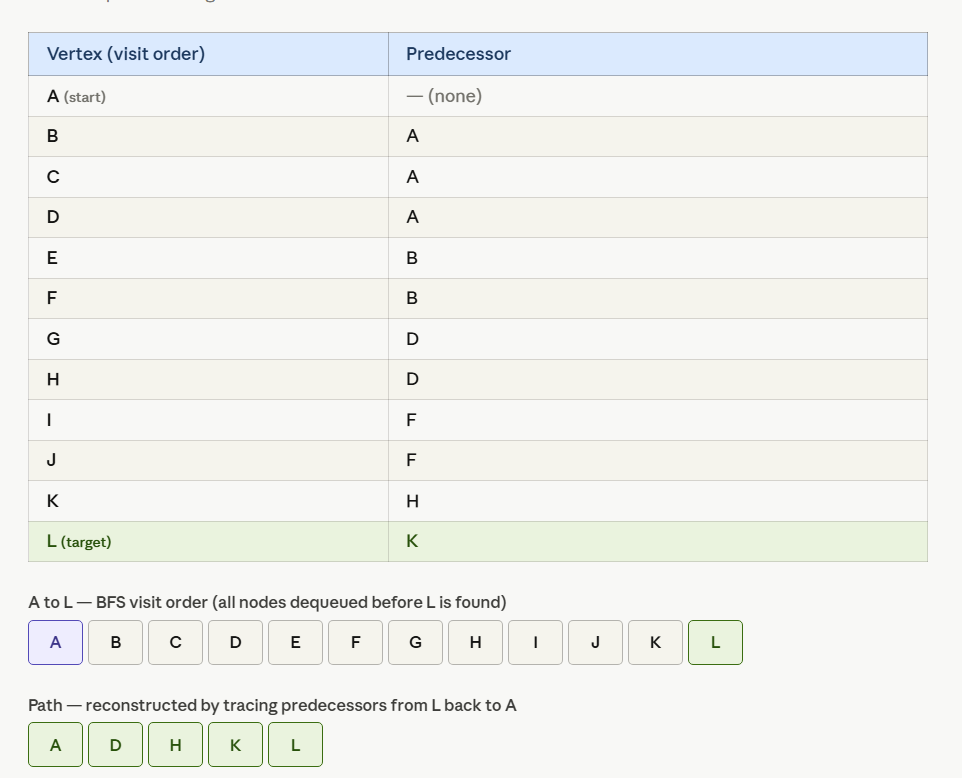 Vertex (visit order) Predecessor
A (start) — (none)
B A
C A
D A
E B
F B
G D
H D
I F
J F
K H
L (target) K
A to L — BFS visit order (all nodes dequeued before L is found)
A B C D E F G H I J K L
Path — reconstructed by tracing predecessors from L back to A
A D H K L